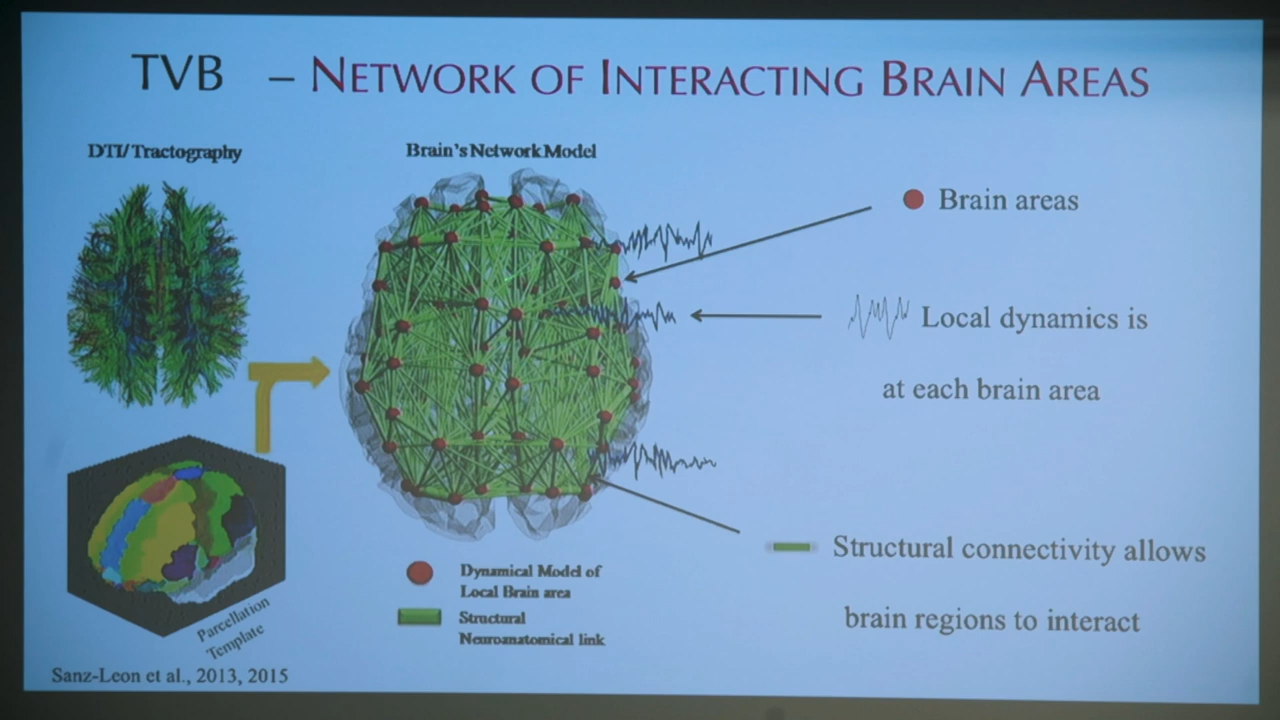 TVB – NETWORK OF INTERACTING BRAIN AREAS
DTI/ Tractography
Brain's Network Model
Brain areas
Local dynamics is
at each brain area
Structural connectivity allows
brain regions to interact
Dynamical Model of
Local Brain area
Structural
Neuroanatomical link
Parcellation
Template
Sanz-Leon et al., 2013, 2015